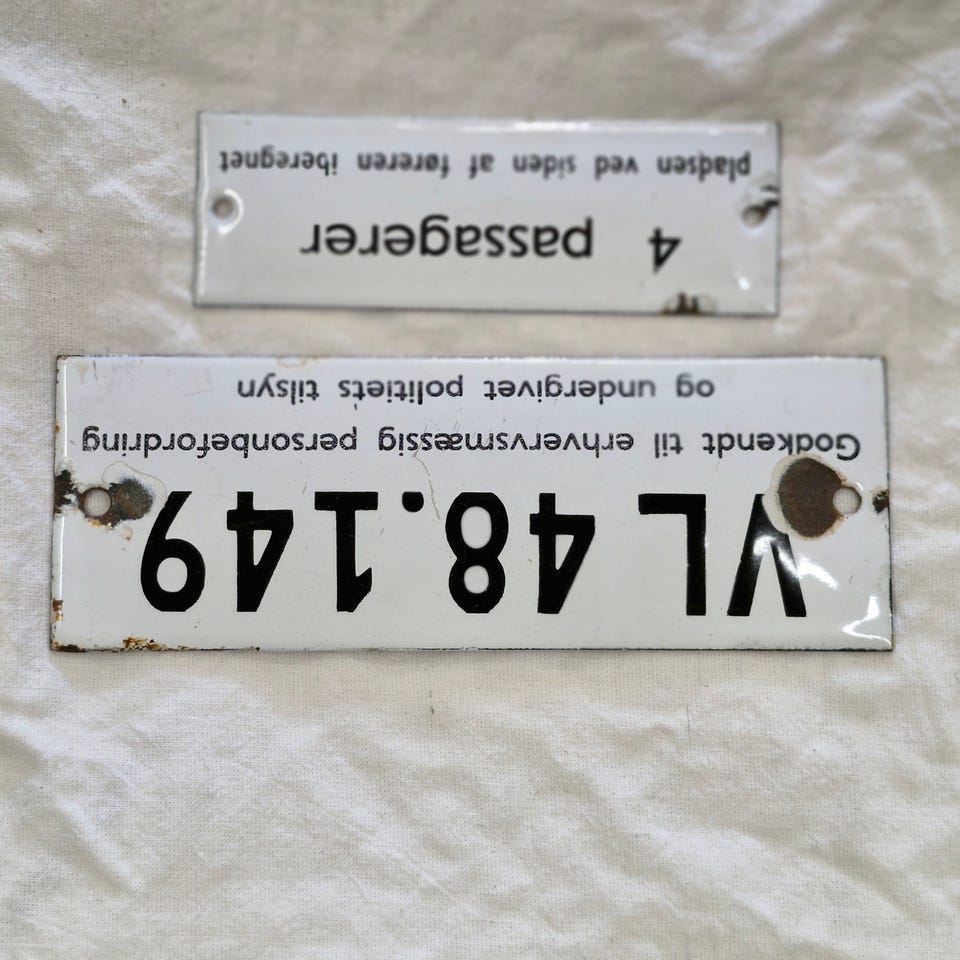 VL 48.149
Godkendt til erhvervsmæssig personbefordring
og undergivet politiets tilsyn
4 passagerer
pladsen ved siden af føreren iberegnet